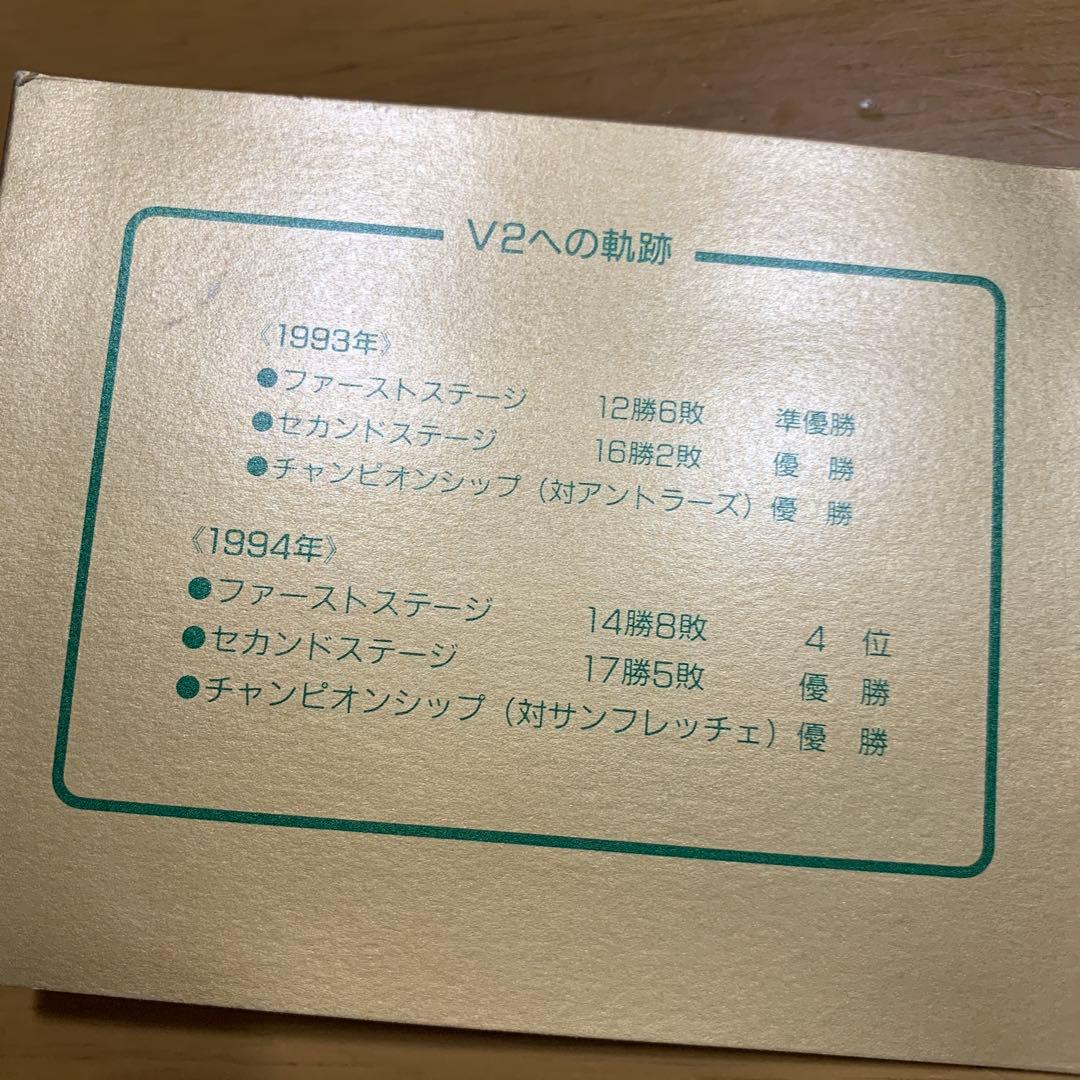 V2への軌跡
《1993年》
●ファーストステージ 12勝6敗 準優勝
●セカンドステージ 16勝2敗 優 勝
●チャンピオンシップ（対アントラーズ）優 勝
《1994年》
●ファーストステージ 14勝8敗 4 位
●セカンドステージ 17勝5敗 優 勝
●チャンピオンシップ（対サンフレッチェ）優 勝